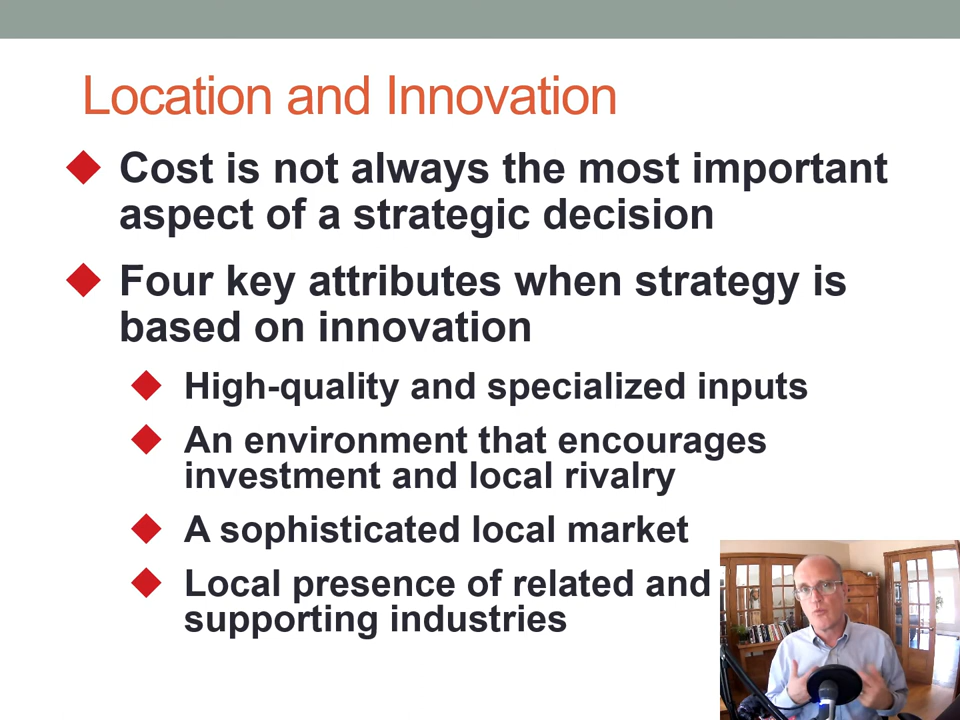 Location and Innovation
Cost is not always the most important
aspect of a strategic decision
Four key attributes when strategy is
based on innovation
High-quality and specialized inputs
An environment that encourages
investment and local rivalry
A sophisticated local market
Local presence of related and
supporting industries